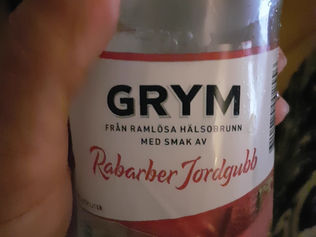 GRYM
FRÅN RAMLÖSA HÄLSOBRUNN
MED SMAK AV
Rabarber Jordgubb